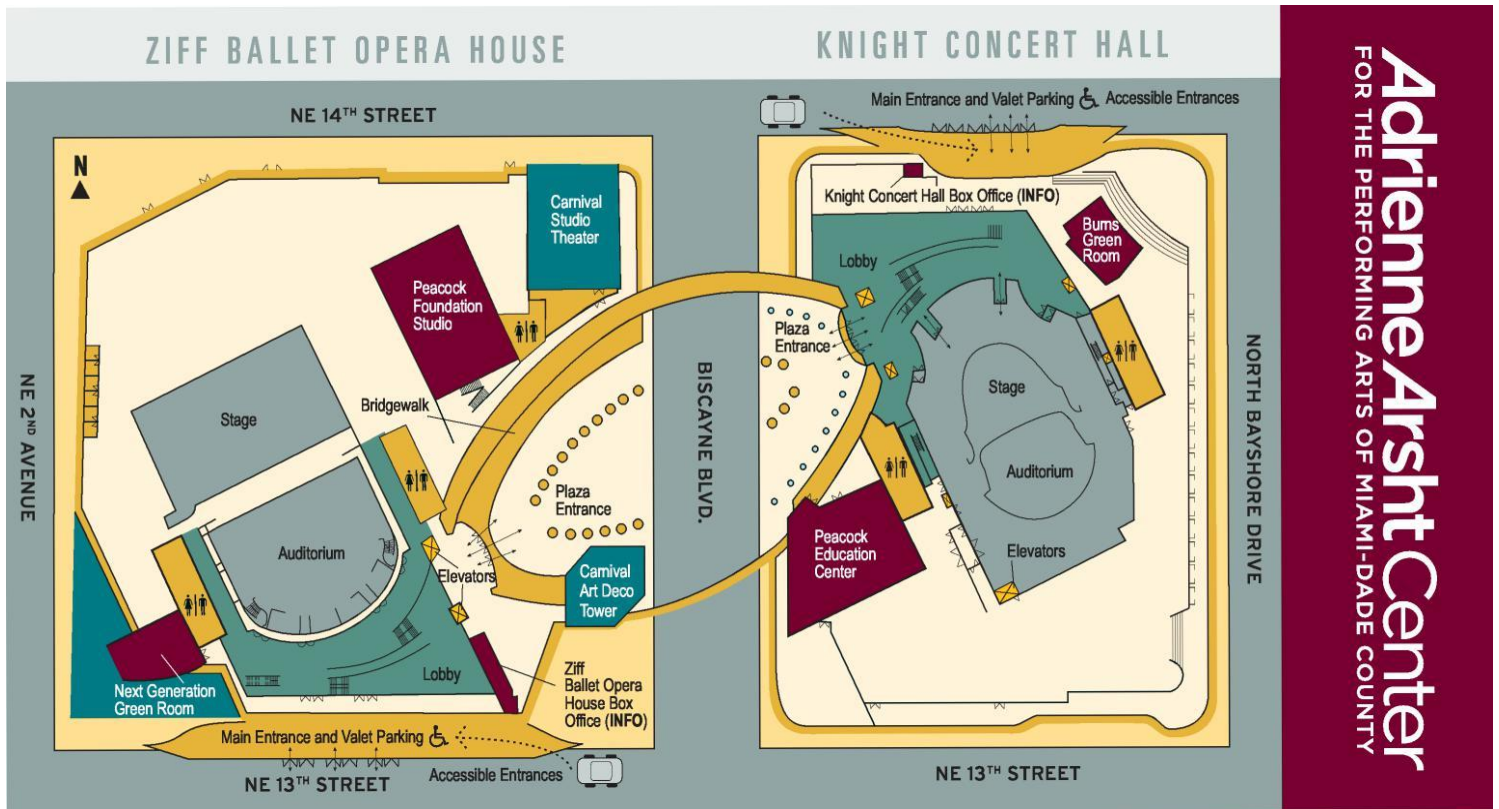 ZIFF BALLET OPERA HOUSE
KNIGHT CONCERT HALL
NE 14TH STREET
Main Entrance and Valet Parking
Accessible Entrances
N
Carnival
Studio
Theater
Peacock
Foundation
Studio
Stage
Bridgewalk
Plaza
Entrance
Auditorium
Elevators
Carnival
Art Deco
Tower
Next Generation
Green Room
Lobby
Ziff
Ballet Opera
House Box
Office (INFO)
Main Entrance and Valet Parking
Accessible Entrances
NE 13TH STREET
NE 2ND AVENUE
BISCAYNE BLVD.
Knight Concert Hall Box Office (INFO)
Burns
Green
Room
Lobby
Plaza
Entrance
Stage
Auditorium
Peacock
Education
Center
Elevators
NE 13TH STREET
NORTH BAYSHORE DRIVE
Adrienne Arsht Center
FOR THE PERFORMING ARTS OF MIAMI-DADE COUNTY